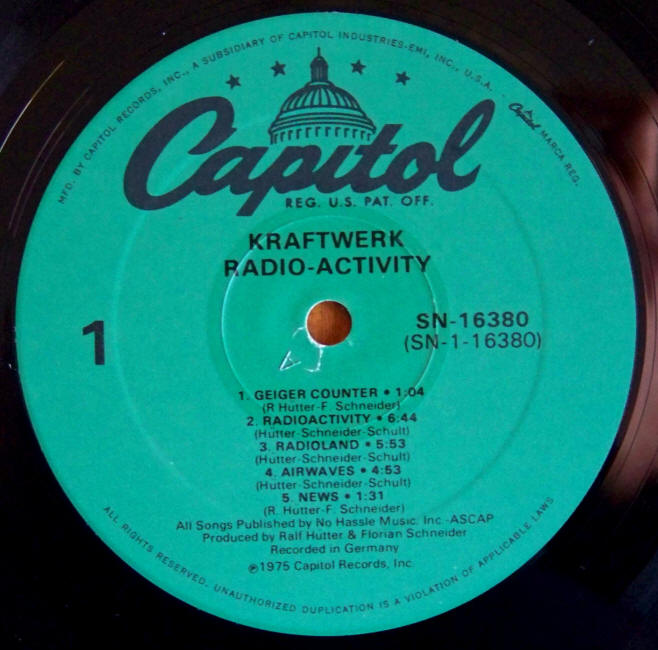 MFD. BY CAPITOL RECORDS, INC., A SUBSIDIARY OF CAPITOL INDUSTRIES-EMI, INC., U.S.A. · Capitol MARCA REG.
Capitol
REG. U.S. PAT. OFF.
KRAFTWERK
RADIO-ACTIVITY
1
SN-16380
(SN-1-16380)
1. GEIGER COUNTER • 1:04
(R Hutter-F. Schneider)
2. RADIOACTIVITY • 6:44
(Hutter-Schneider-Schult)
3. RADIOLAND • 5:53
(Hutter-Schneider-Schult)
4. AIRWAVES • 4:53
(Hutter-Schneider-Schult)
5. NEWS • 1:31
(R. Hutter-F. Schneider)
All Songs Published by No Hassle Music. Inc.-ASCAP
Produced by Ralf Hutter & Florian Schneider
Recorded in Germany
℗1975 Capitol Records, Inc.
ALL RIGHTS RESERVED. UNAUTHORIZED DUPLICATION IS A VIOLATION OF APPLICABLE LAWS